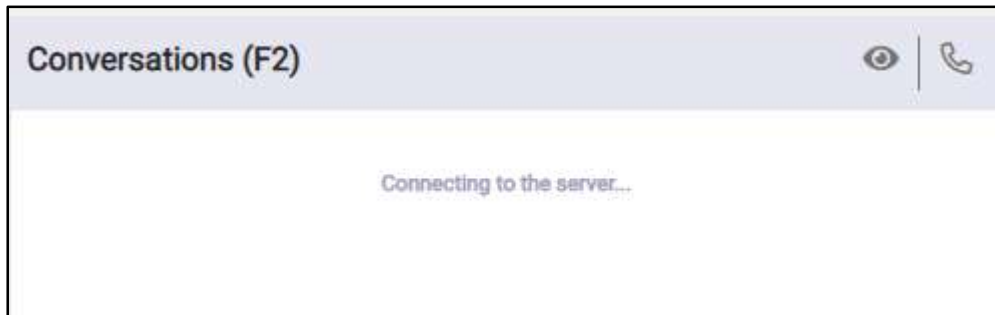 Conversations (F2)
Connecting to the server...